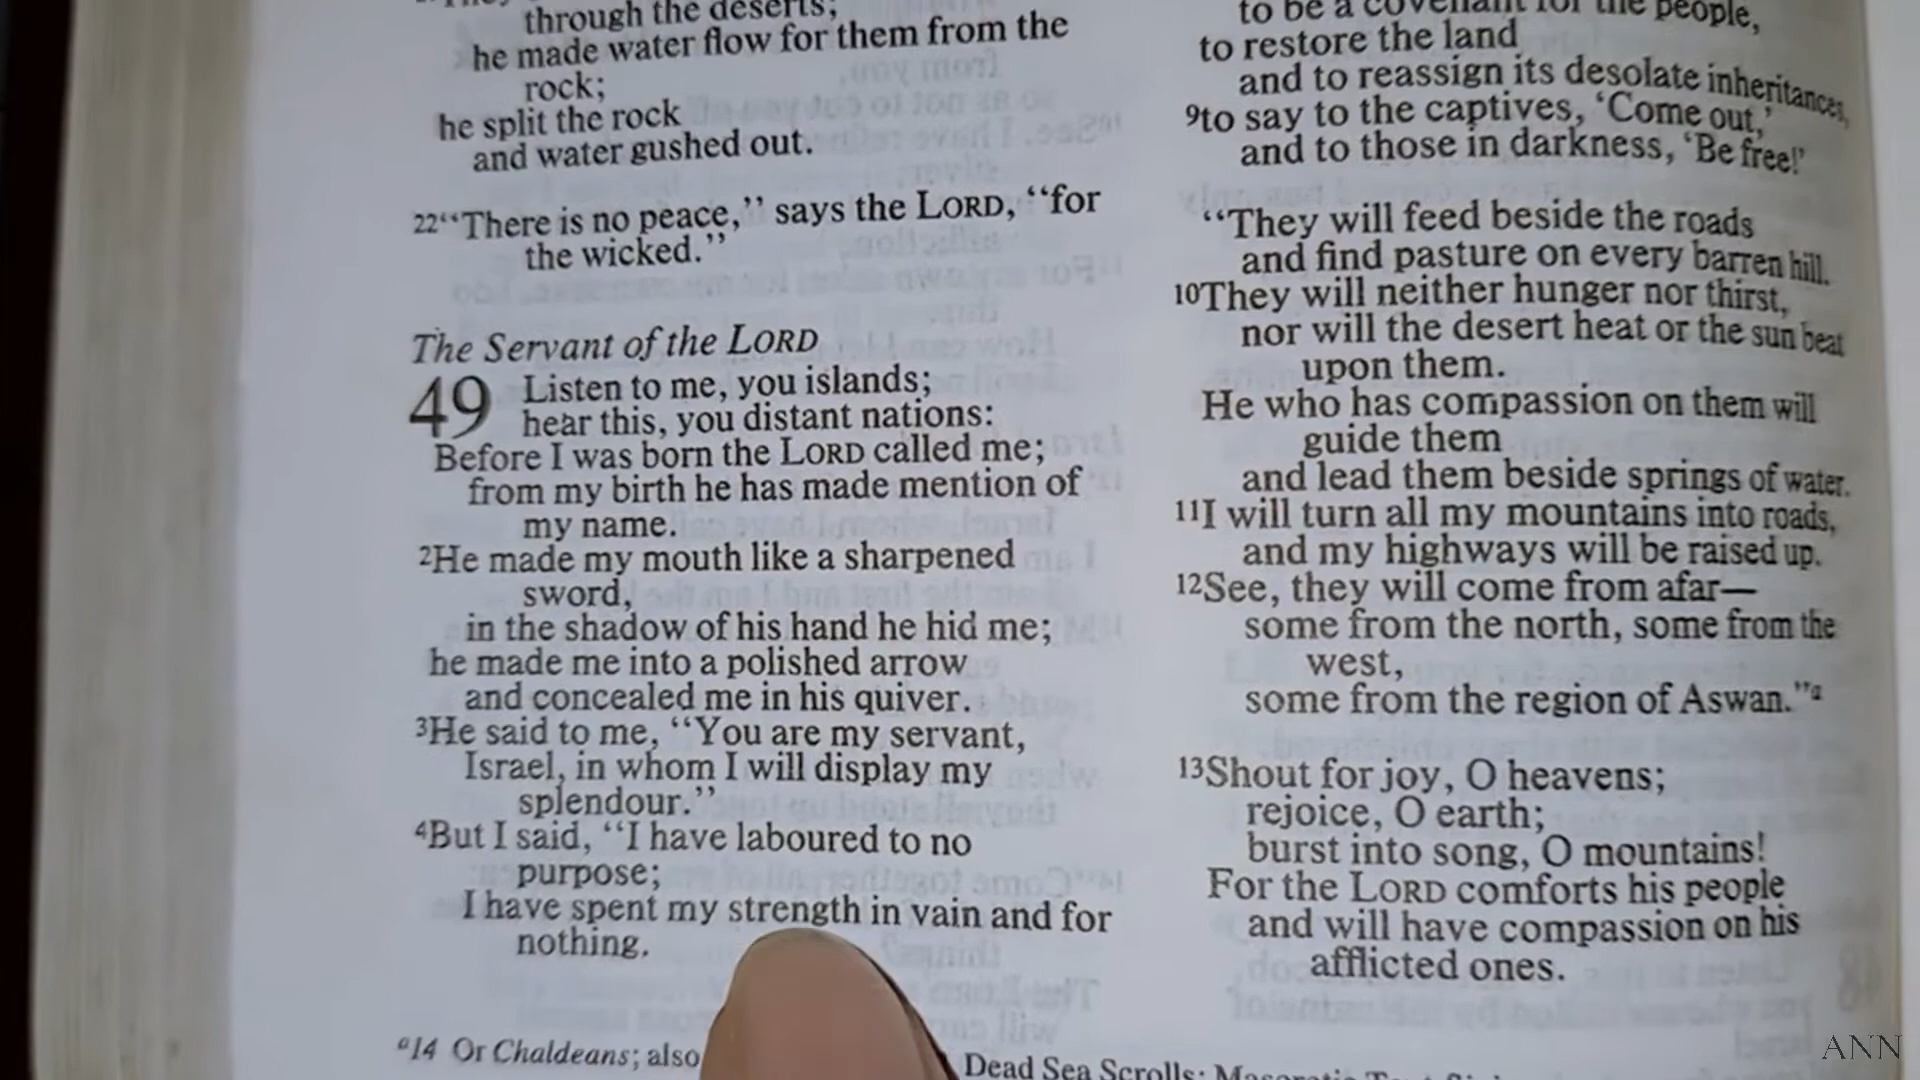 through the deserts;
he made water flow for them from the
rock;
he split the rock
and water gushed out.
22“There is no peace,” says the LORD, “for
the wicked.”
The Servant of the LORD
49 Listen to me, you islands;
hear this, you distant nations:
Before I was born the LORD called me;
from my birth he has made mention of
my name.
2He made my mouth like a sharpened
sword,
in the shadow of his hand he hid me;
he made me into a polished arrow
and concealed me in his quiver.
3He said to me, “You are my servant,
Israel, in whom I will display my
splendour.”
4But I said, “I have laboured to no
purpose;
I have spent my strength in vain and for
nothing.
a14 Or Chaldeans; also
to be a covenant for the people,
to restore the land
and to reassign its desolate inheritances,
9to say to the captives, ‘Come out,’
and to those in darkness, ‘Be free!’
“They will feed beside the roads
and find pasture on every barren hill.
10They will neither hunger nor thirst,
nor will the desert heat or the sun beat
upon them.
He who has compassion on them will
guide them
and lead them beside springs of water.
11I will turn all my mountains into roads,
and my highways will be raised up.
12See, they will come from afar—
some from the north, some from the
west,
some from the region of Aswan.”a
13Shout for joy, O heavens;
rejoice, O earth;
burst into song, O mountains!
For the LORD comforts his people
and will have compassion on his
afflicted ones.
Dead Sea Scrolls; Masoretic Text
ANN